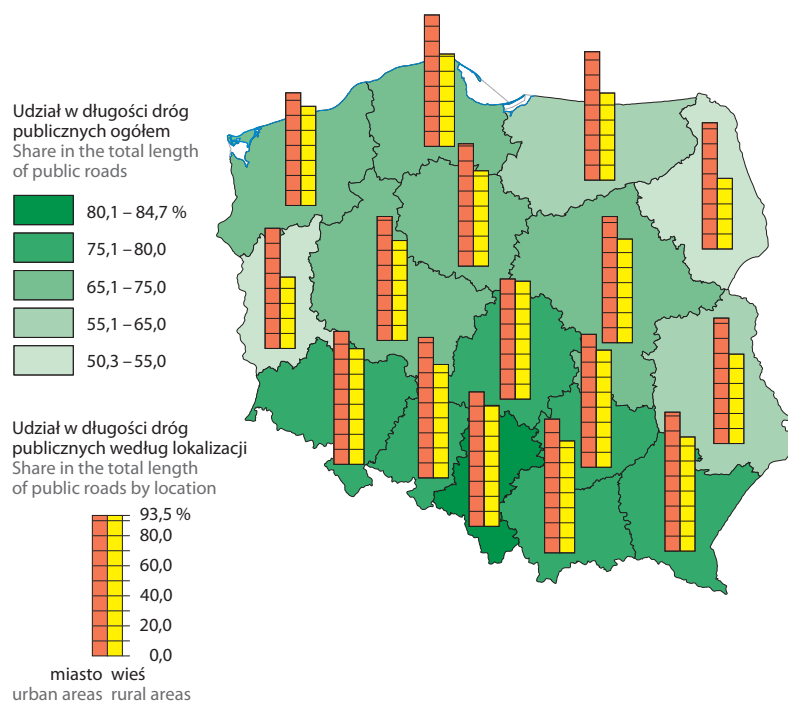 Udział w długości dróg
publicznych ogółem
Share in the total length
of public roads
80,1 – 84,7 %
75,1 – 80,0
65,1 – 75,0
55,1 – 65,0
50,3 – 55,0
Udział w długości dróg
publicznych według lokalizacji
Share in the total length
of public roads by location
93,5 %
80,0
60,0
40,0
20,0
0,0
miasto wieś
urban areas rural areas